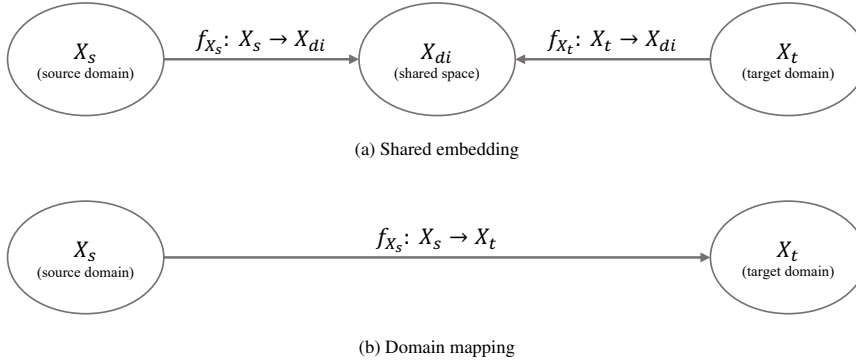 X_s
(source domain)
f_{X_s}: X_s → X_{di}
X_{di}
(shared space)
f_{X_t}: X_t → X_{di}
X_t
(target domain)
(a) Shared embedding
X_s
(source domain)
f_{X_s}: X_s → X_t
X_t
(target domain)
(b) Domain mapping